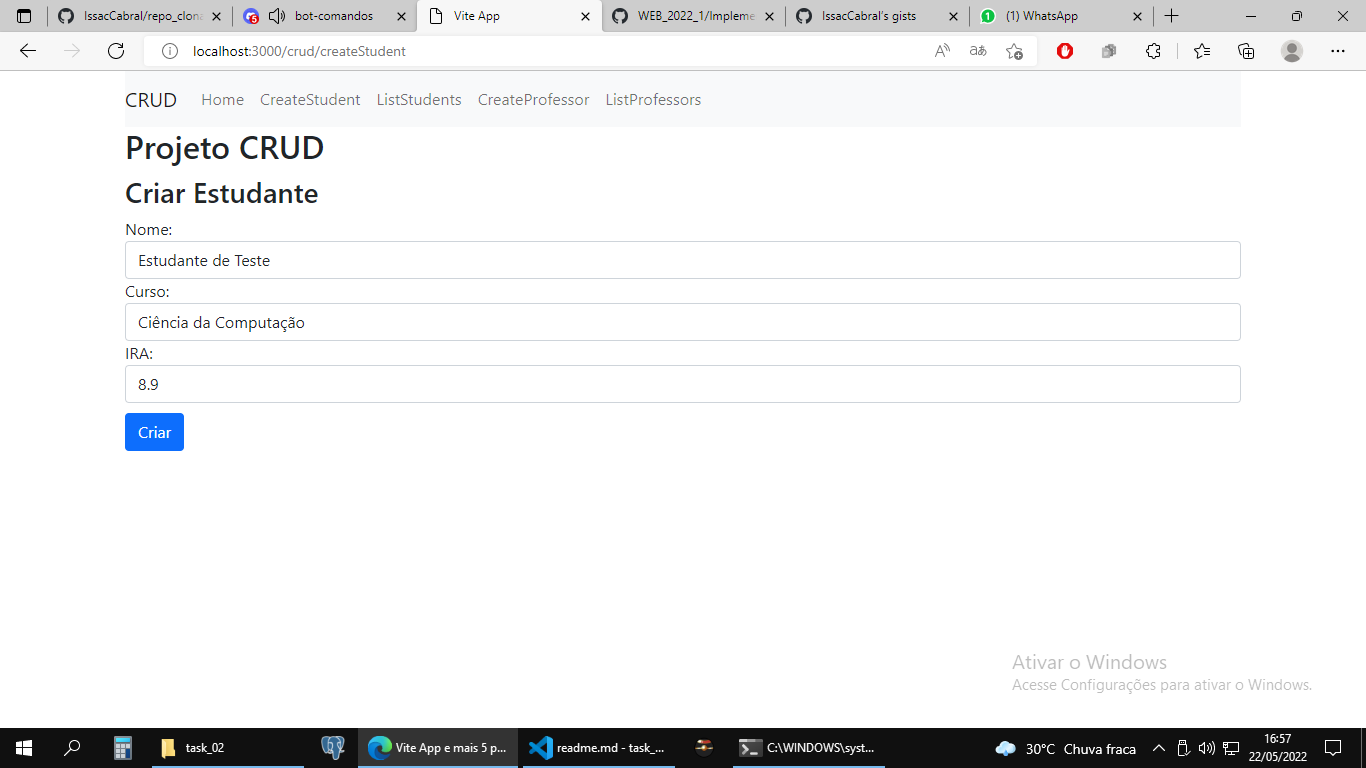 IssacCabral/repo_clona
bot-comandos
Vite App
WEB_2022_1/Impleme
IssacCabral's gists
(1) WhatsApp
localhost:3000/crud/createStudent
CRUD Home CreateStudent ListStudents CreateProfessor ListProfessors
Projeto CRUD
Criar Estudante
Nome:
Estudante de Teste
Curso:
Ciência da Computação
IRA:
8.9
Criar
Ativar o Windows
Acesse Configurações para ativar o Windows.
task_02
Vite App e mais 5 p...
readme.md - task_...
C:\WINDOWS\syst...
30°C Chuva fraca
16:57
22/05/2022